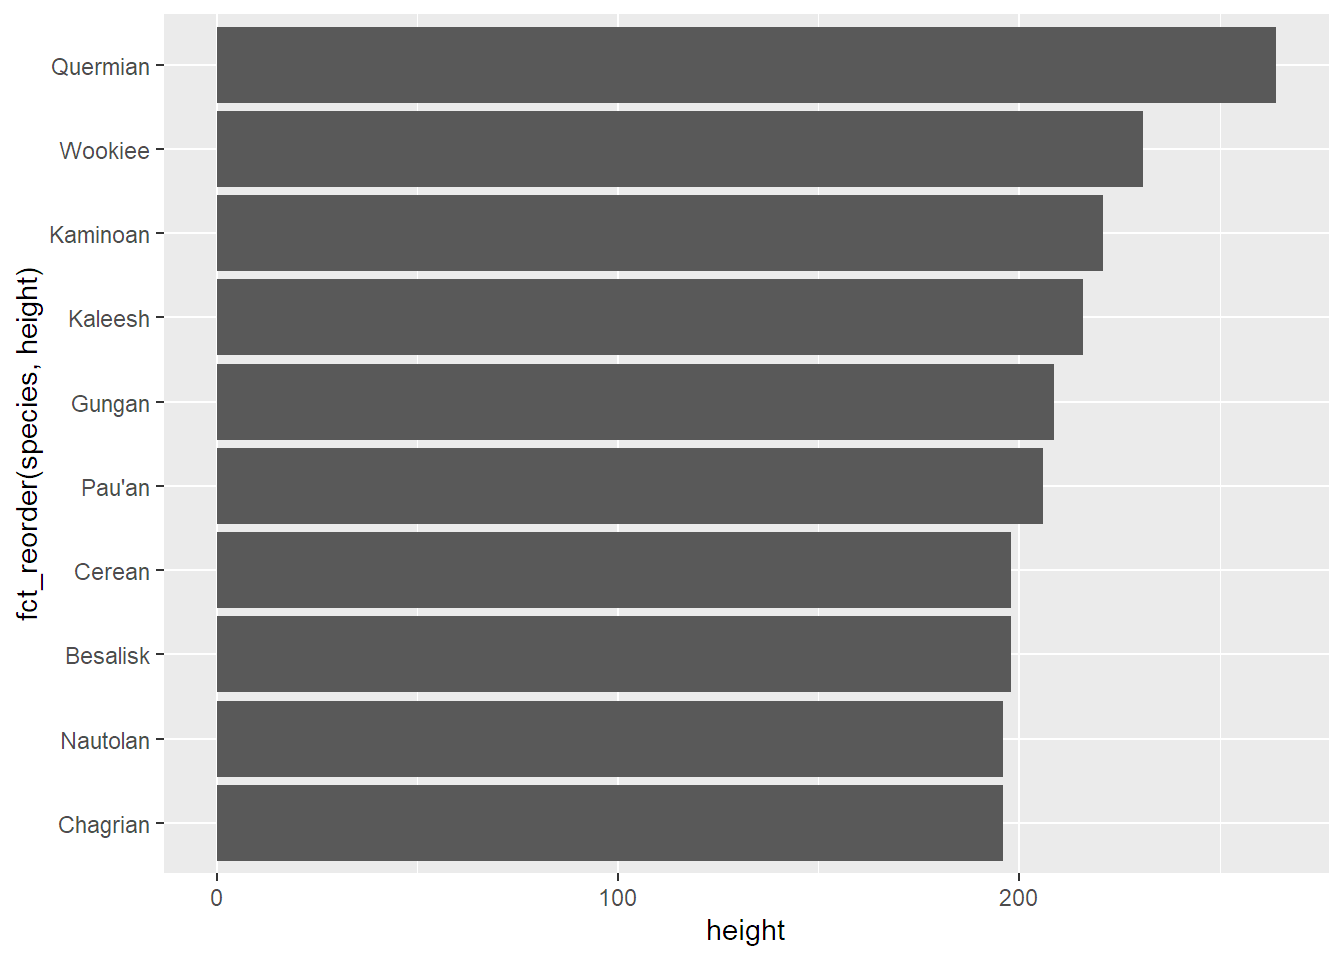 fct_reorder(species, height)
Quermian
Wookiee
Kaminoan
Kaleesh
Gungan
Pau'an
Cerean
Besalisk
Nautolan
Chagrian
0 100 200
height